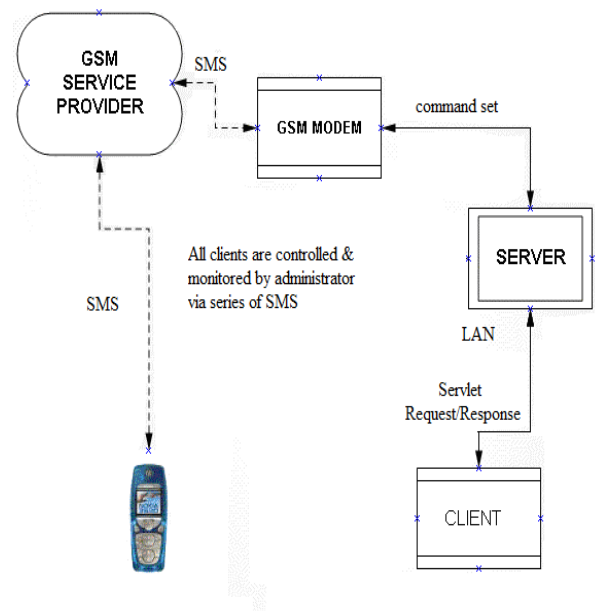 GSM
SERVICE
PROVIDER
SMS
GSM MODEM
command set
SERVER
All clients are controlled &
monitored by administrator
via series of SMS
SMS
LAN
Servlet
Request/Response
CLIENT